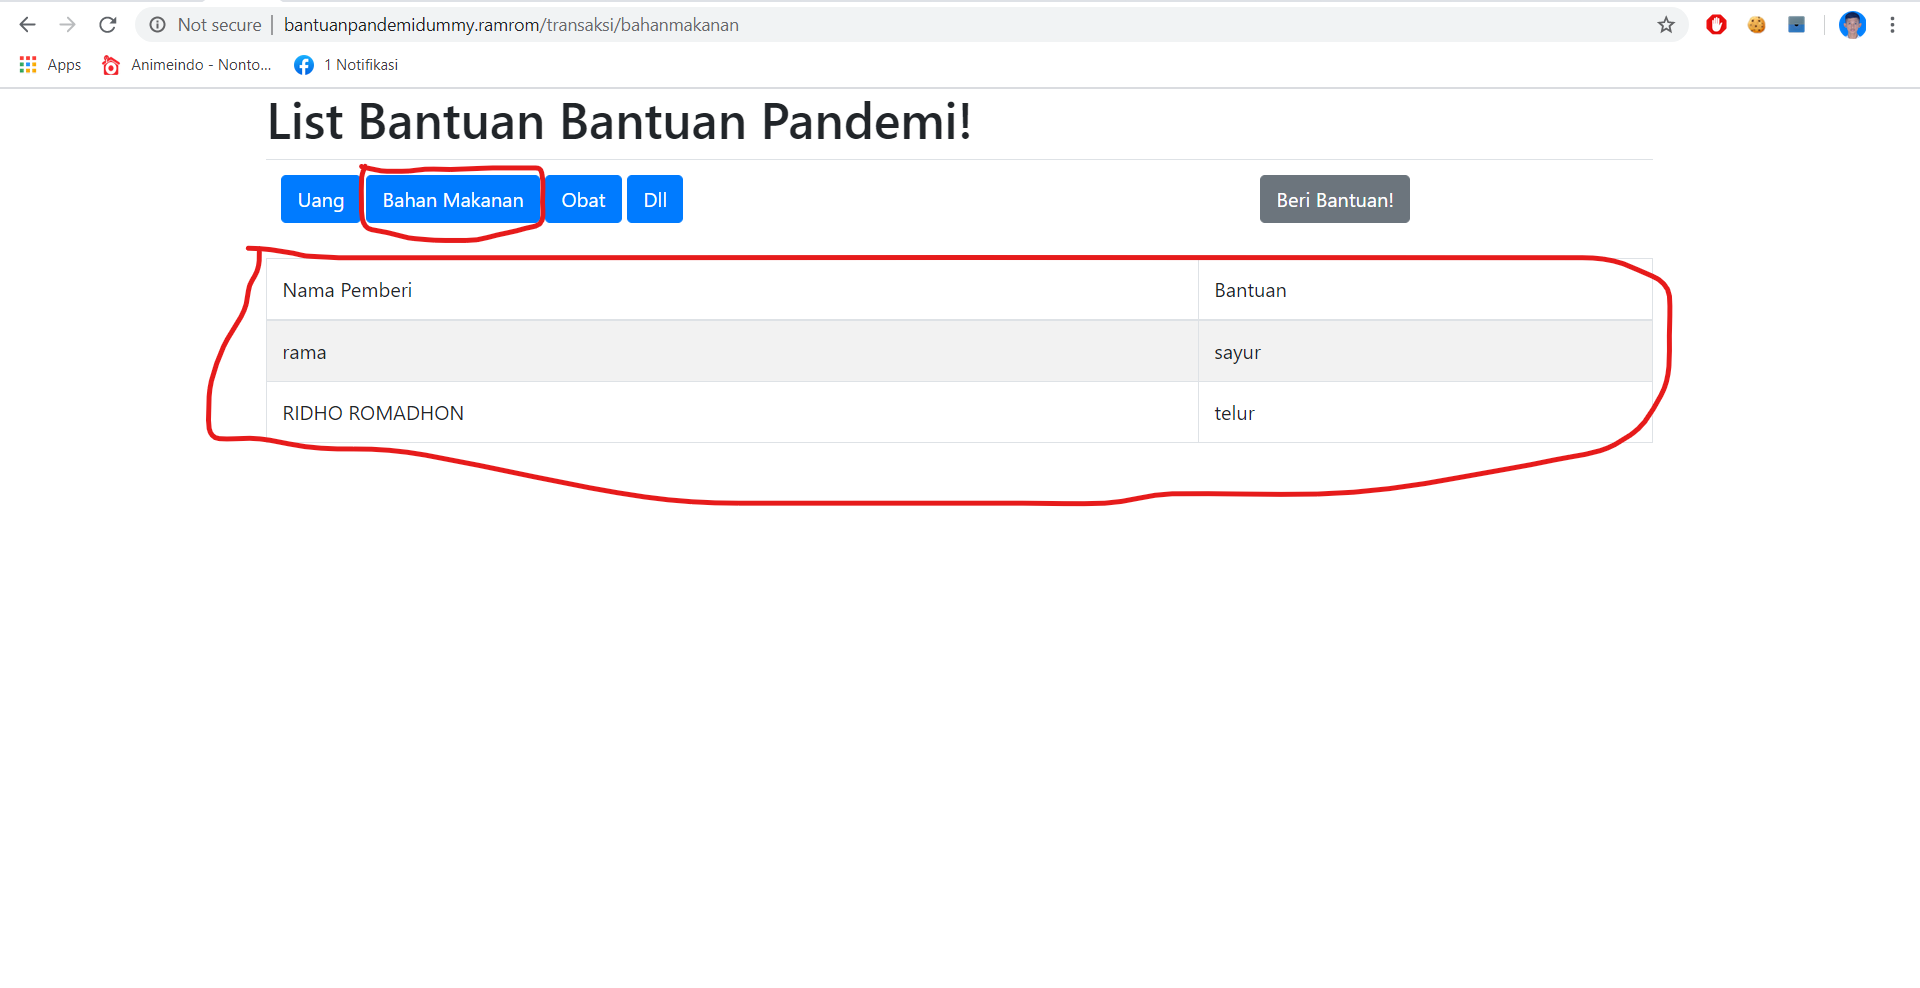 Not secure | bantuanpandemidummy.ramrom/transaksi/bahanmakanan
Apps Animeindo - Nonto... 1 Notifikasi
List Bantuan Bantuan Pandemi!
Uang Bahan Makanan Obat Dll Beri Bantuan!
Nama Pemberi Bantuan
rama sayur
RIDHO ROMADHON telur